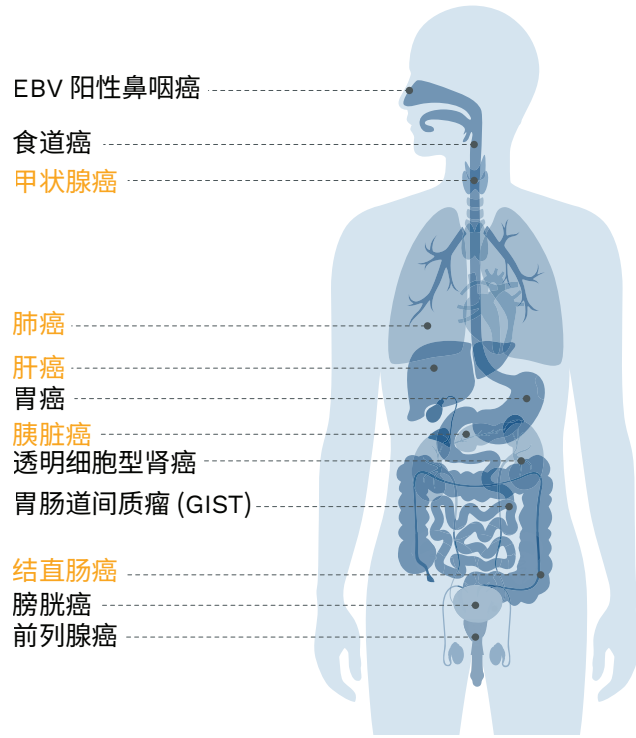 EBV 阳性鼻咽癌
食道癌
甲状腺癌
肺癌
肝癌
胃癌
胰脏癌
透明细胞型肾癌
胃肠道间质瘤 (GIST)
结直肠癌
膀胱癌
前列腺癌